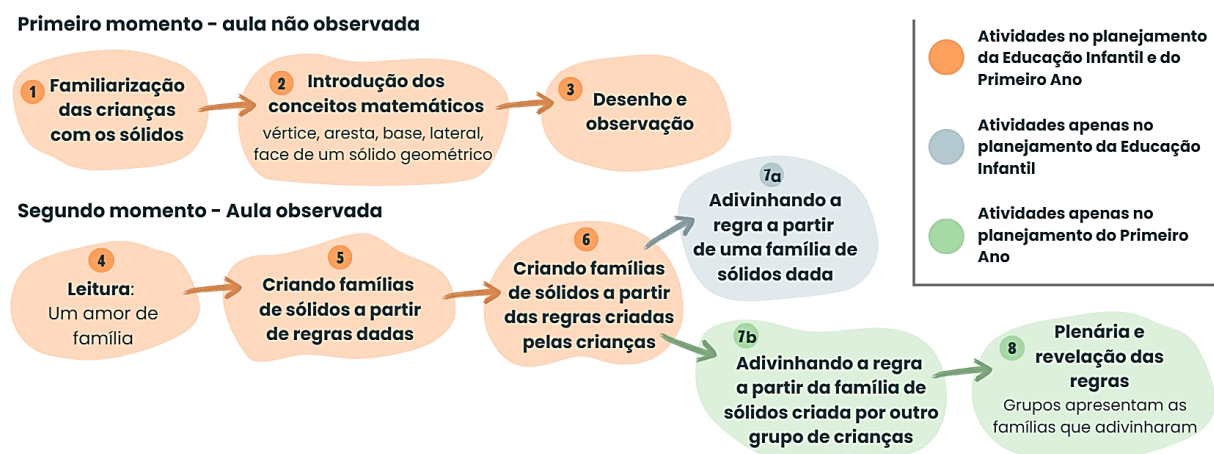 Primeiro momento - aula não observada
1 Familiarização
das crianças
com os sólidos
2 Introdução dos
conceitos matemáticos
vértice, aresta, base, lateral,
face de um sólido geométrico
3 Desenho e
observação
Segundo momento - Aula observada
4
Leitura:
Um amor de
família
5
Criando famílias
de sólidos a partir
de regras dadas
6
Criando famílias
de sólidos a partir
das regras criadas
pelas crianças
7a
Adivinhando a
regra a partir
de uma família de
sólidos dada
7b
Adivinhando a regra
a partir da família de
sólidos criada por outro
grupo de crianças
8
Plenária e
revelação das
regras
Grupos apresentam as
famílias que adivinharam
Atividades no planejamento
da Educação Infantil e do
Primeiro Ano
Atividades apenas no
planejamento da Educação
Infantil
Atividades apenas no
planejamento do Primeiro
Ano